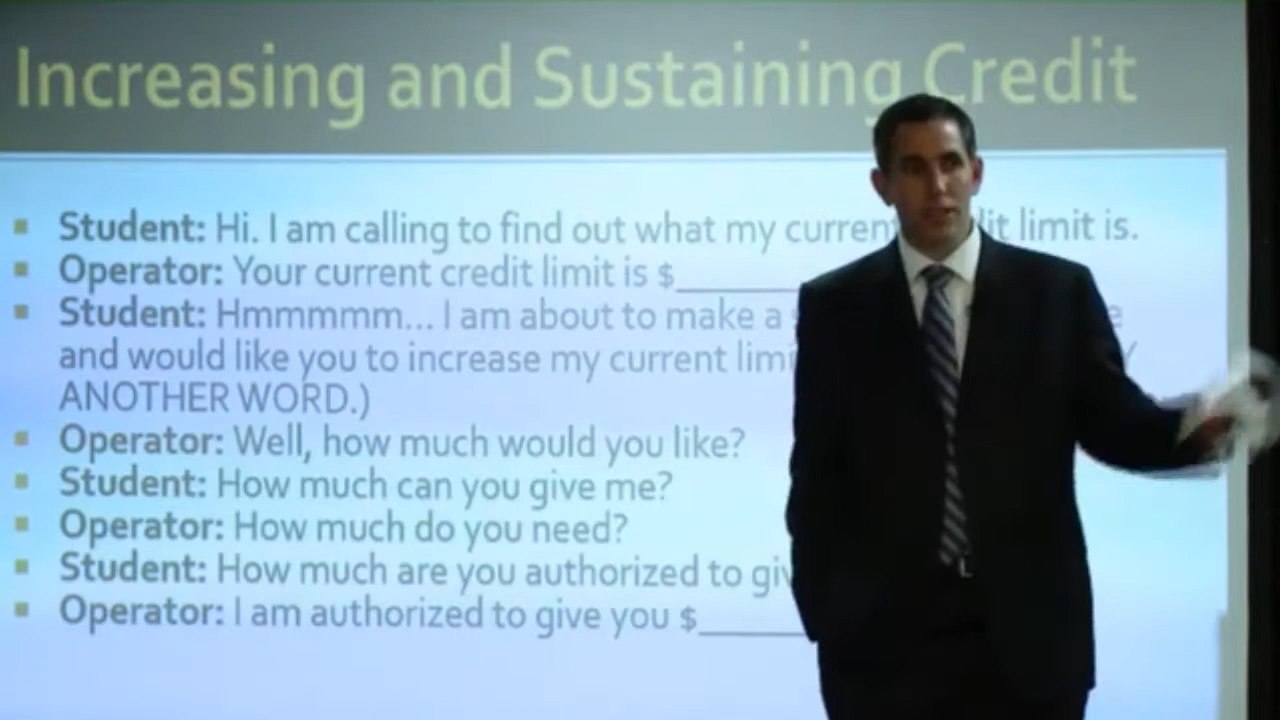 Increasing and Sustaining Credit
▪ Student: Hi. I am calling to find out what my current limit is.
▪ Operator: Your current credit limit is $________
▪ Student: Hmmmmm... I am about to make a
and would like you to increase my current
ANOTHER WORD.)
▪ Operator: Well, how much would you like?
▪ Student: How much can you give me?
▪ Operator: How much do you need?
▪ Student: How much are you authorized to
▪ Operator: I am authorized to give you $________